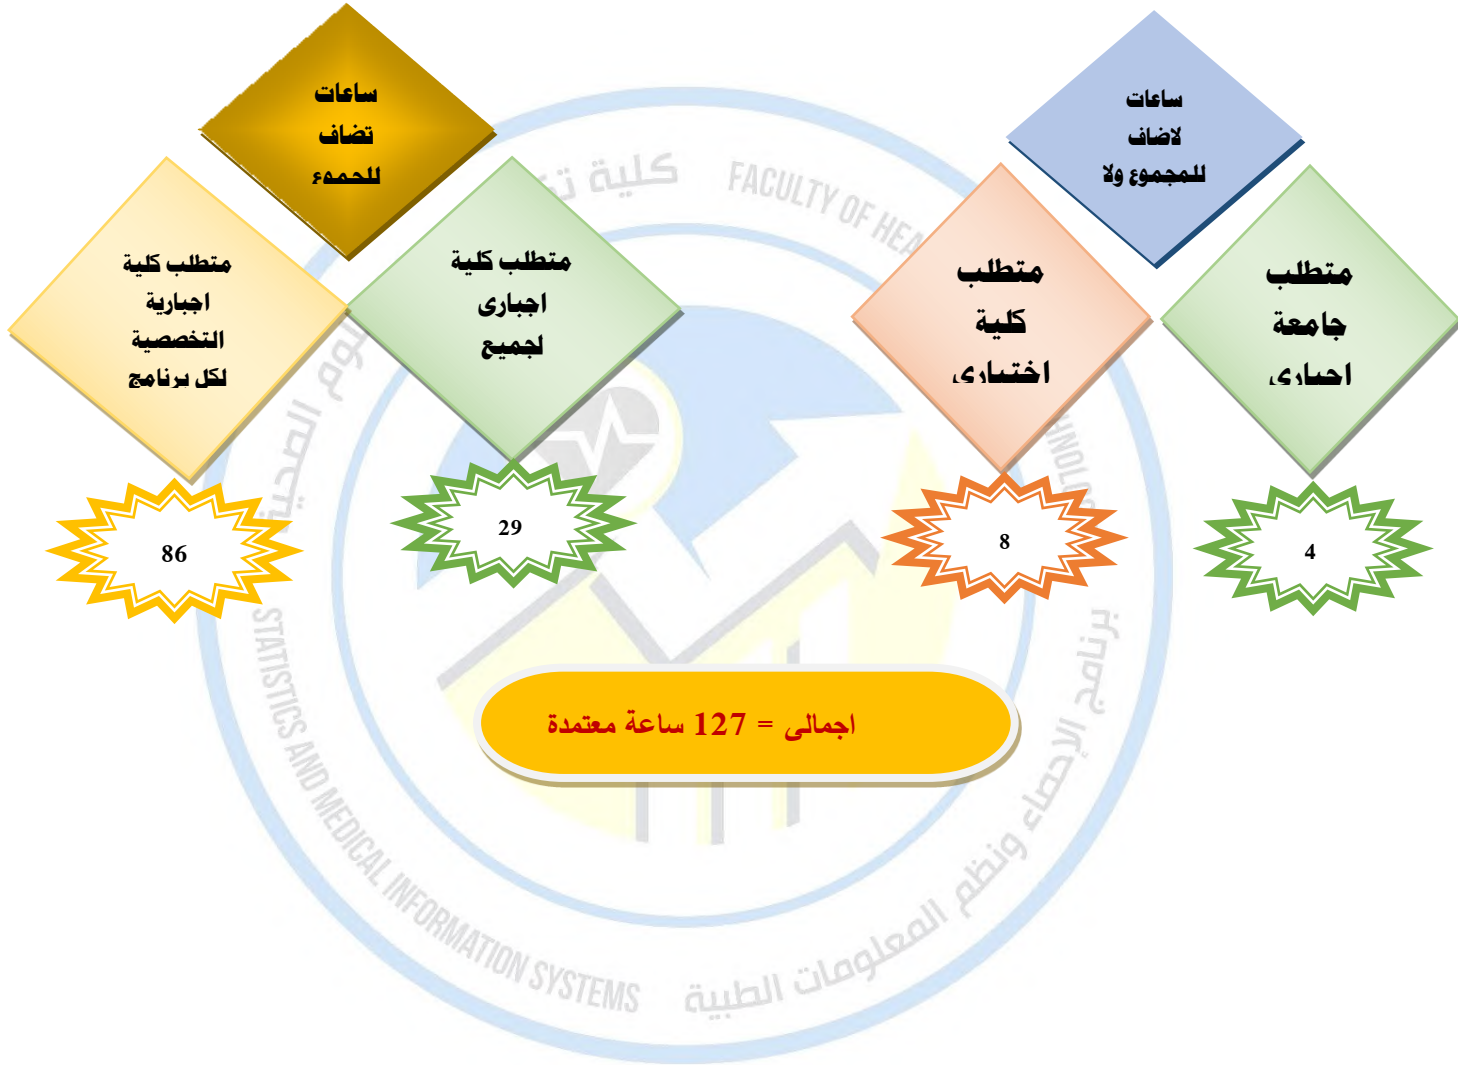 ساعات
لاضاف
للمجموع ولا
ساعات
تضاف
للجموع
متطلب
جامعة
اجبارى
متطلب
كلية
اختيارى
متطلب كلية
اجبارى
لجميع
متطلب كلية
اجبارية
التخصصية
لكل برنامج
4
8
29
86
اجمالى = 127 ساعة معتمدة
كلية
FACULTY OF
الصحية
STATISTICS AND MEDICAL INFORMATION SYSTEMS
برنامج الإحصاء ونظم المعلومات الطبية